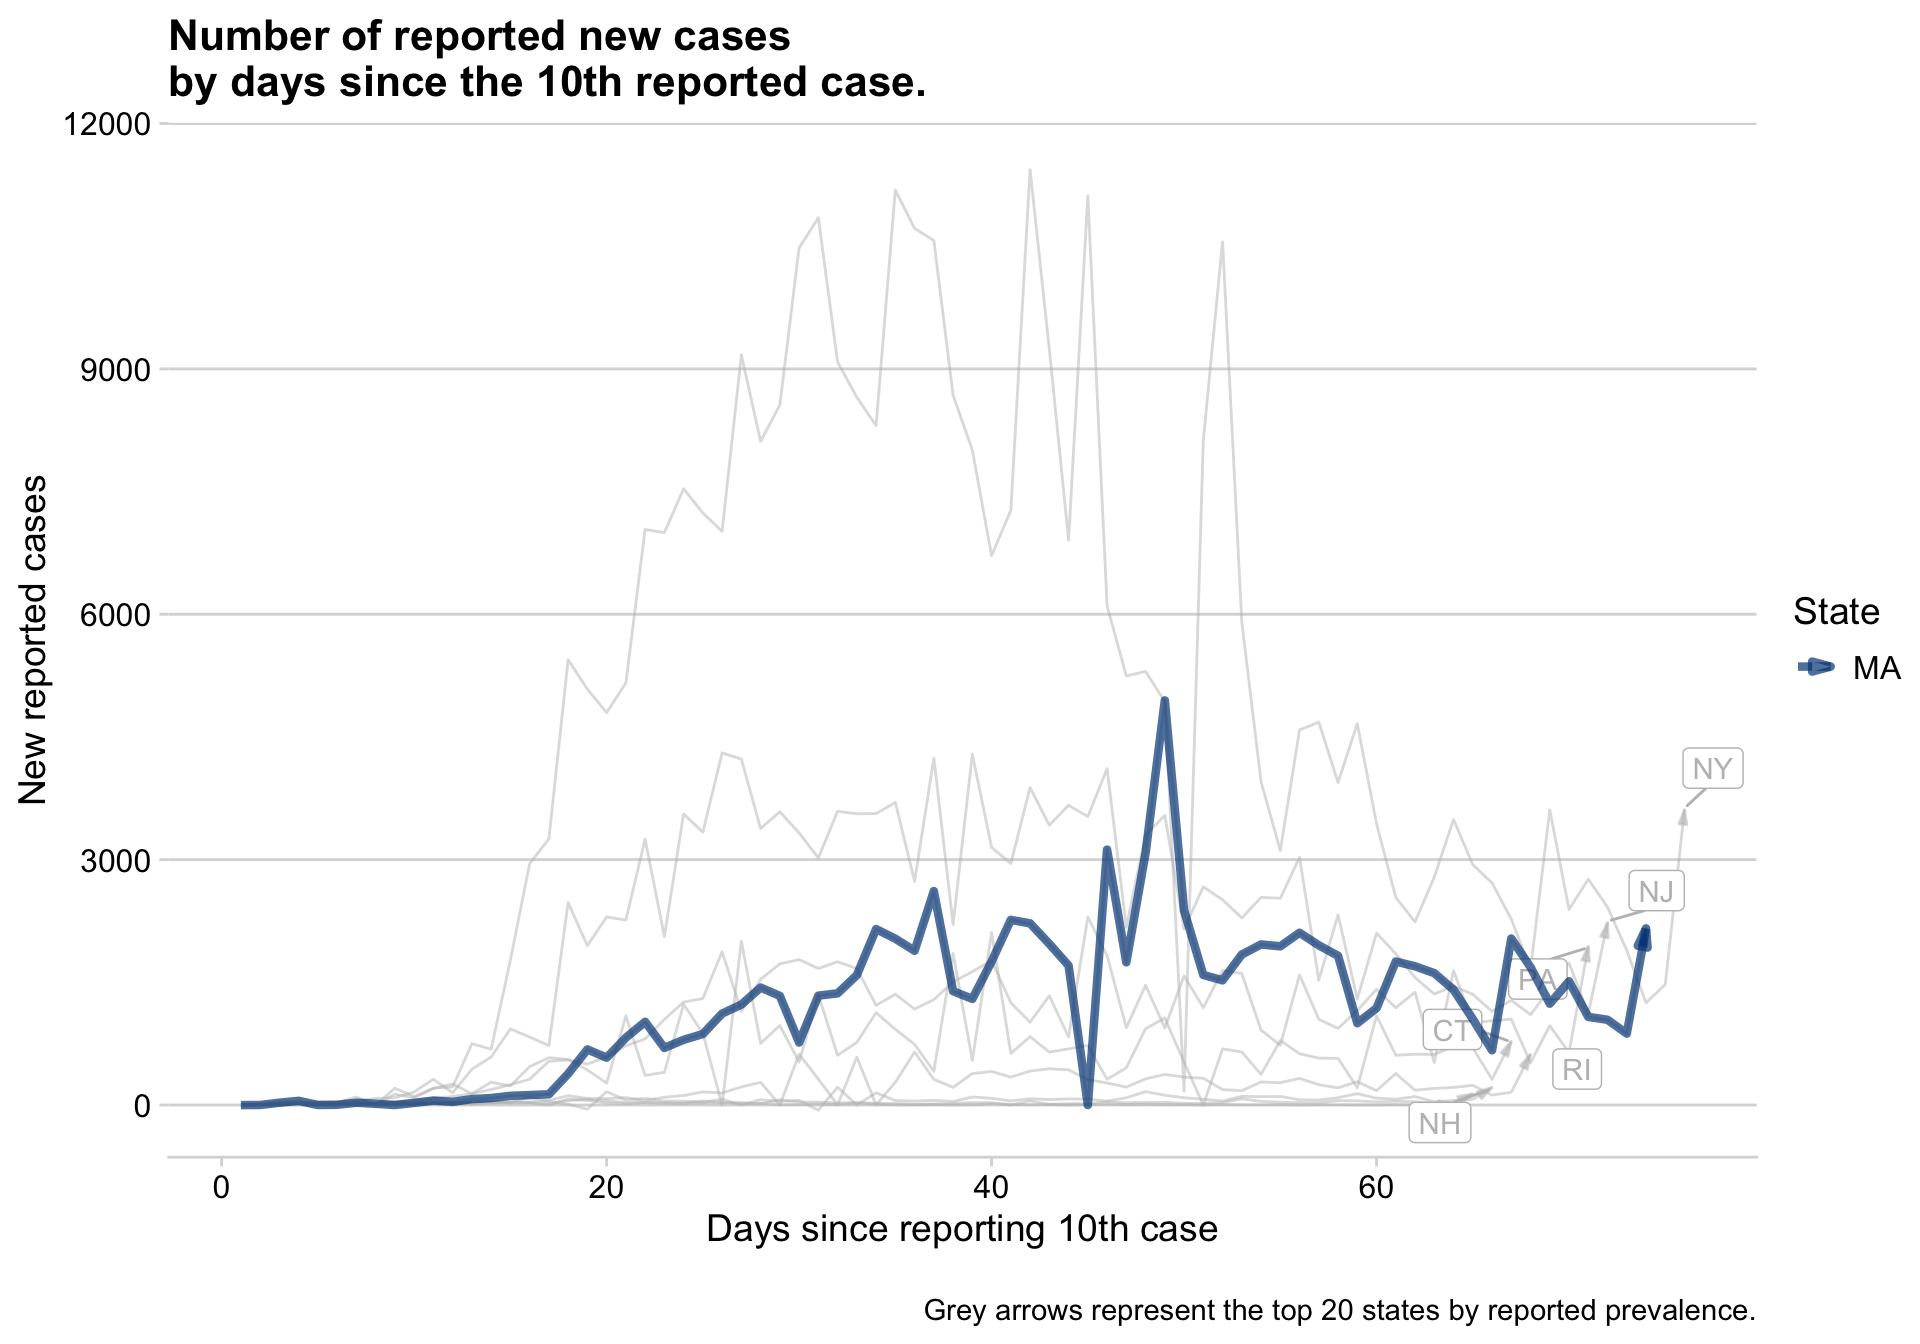 Number of reported new cases
by days since the 10th reported case.
12000
9000
6000
3000
0
New reported cases
0
20
40
60
Days since reporting 10th case
NY
NJ
PA
CT
RI
NH
State
MA
Grey arrows represent the top 20 states by reported prevalence.